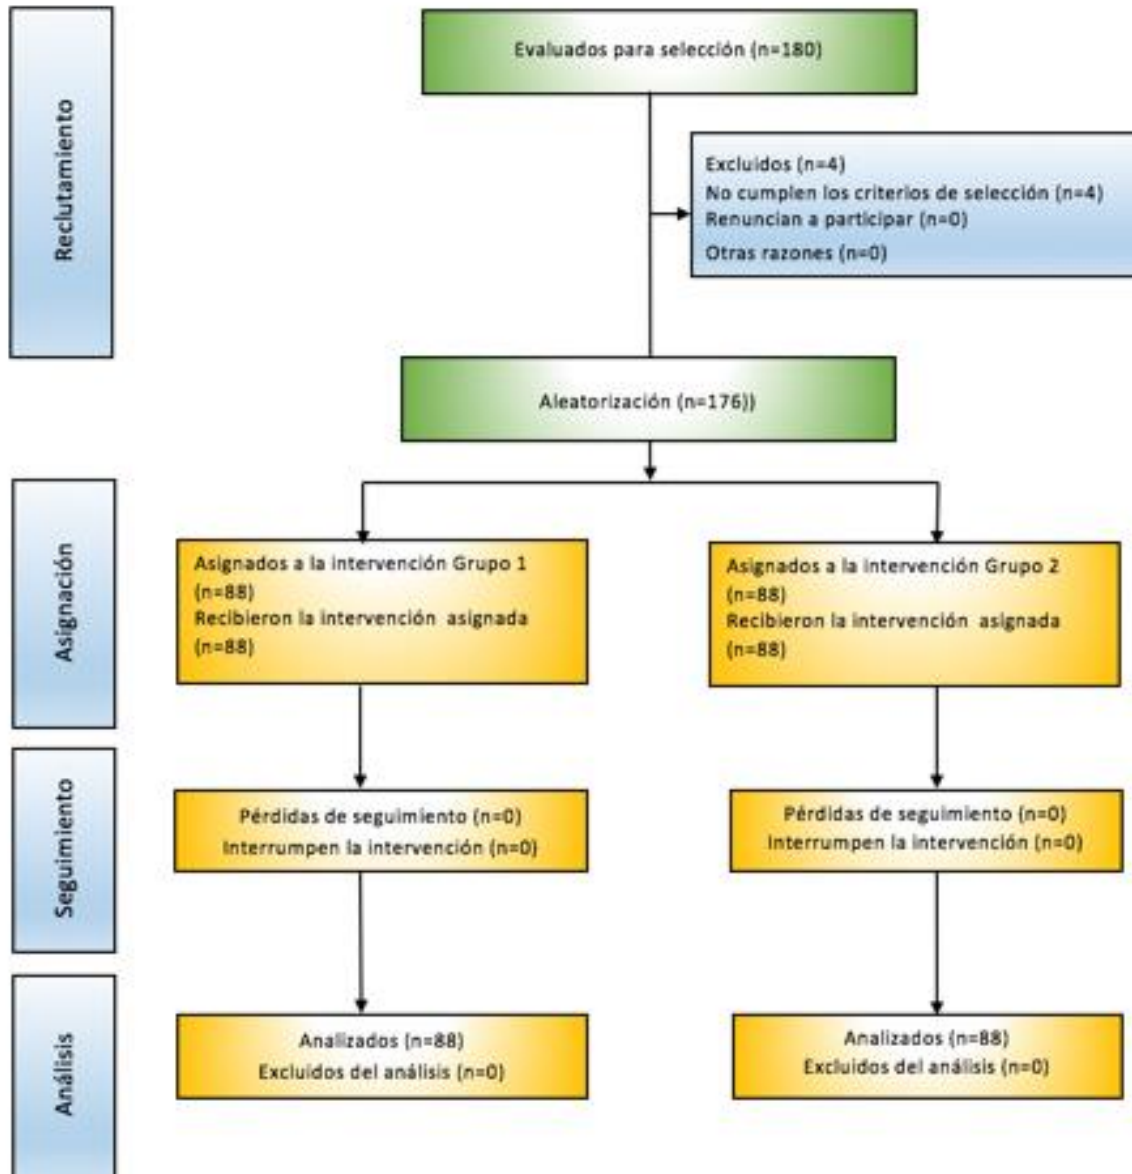 Reclutamiento
Evaluados para selección (n=180)
Excluidos (n=4)
No cumplen los criterios de selección (n=4)
Renuncian a participar (n=0)
Otras razones (n=0)
Aleatorización (n=176))
Asignación
Asignados a la intervención Grupo 1
(n=88)
Recibieron la intervención asignada
(n=88)
Asignados a la intervención Grupo 2
(n=88)
Recibieron la intervención asignada
(n=88)
Seguimiento
Pérdidas de seguimiento (n=0)
Interrumpen la intervención (n=0)
Pérdidas de seguimiento (n=0)
Interrumpen la intervención (n=0)
Análisis
Analizados (n=88)
Excluidos del análisis (n=0)
Analizados (n=88)
Excluidos del análisis (n=0)